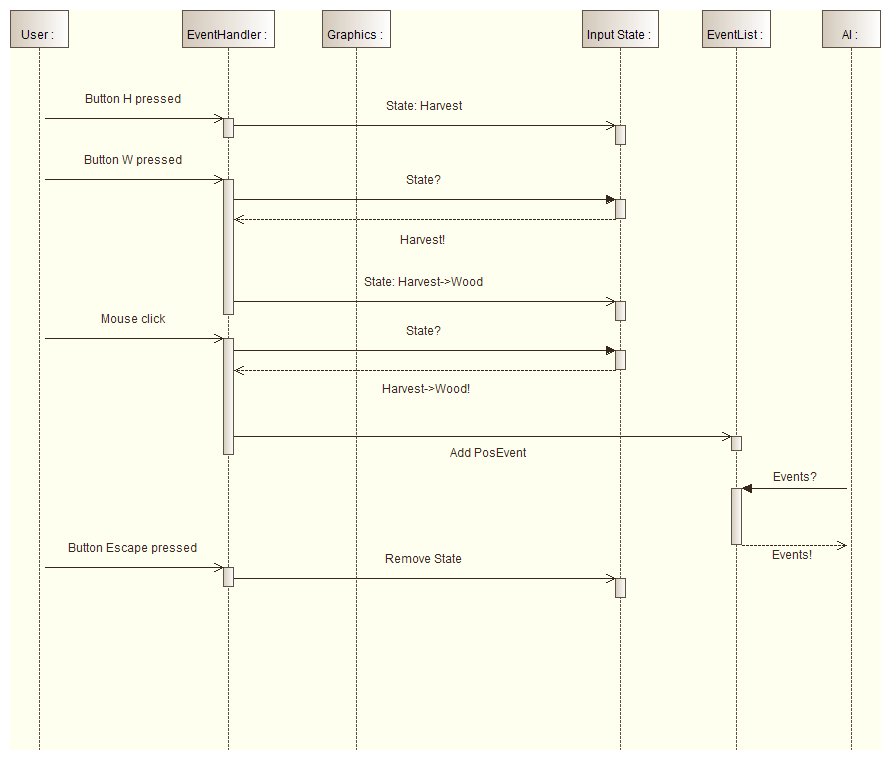 User :
EventHandler :
Graphics :
Input State :
EventList :
AI :
Button H pressed
State: Harvest
Button W pressed
State?
Harvest!
State: Harvest->Wood
Mouse click
State?
Harvest->Wood!
Add PosEvent
Events?
Button Escape pressed
Events!
Remove State